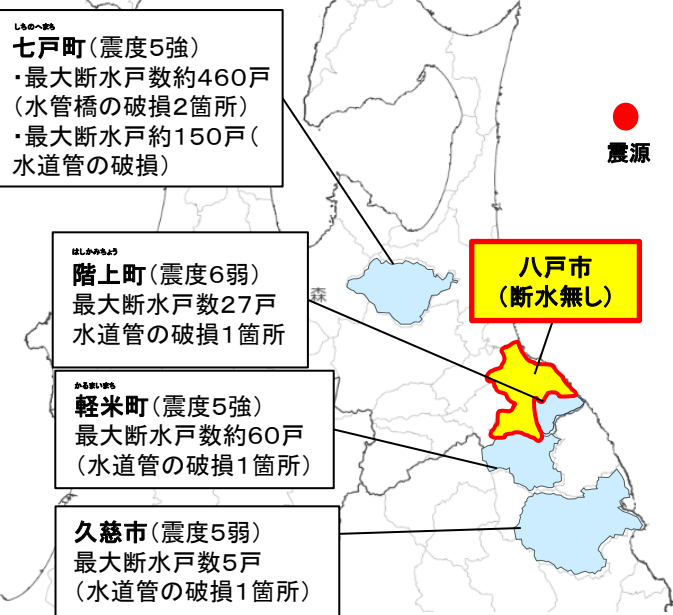 しちのへまち
七戸町(震度5強)
・最大断水戸数約460戸
(水管橋の破損2箇所)
・最大断水戸約150戸(
水道管の破損)
震源
はしかみちょう
階上町(震度6弱)
最大断水戸数27戸
水道管の破損1箇所
八戸市
(断水無し)
森
かるまいまち
軽米町(震度5強)
最大断水戸数約60戸
(水道管の破損1箇所)
久慈市(震度5弱)
最大断水戸数5戸
(水道管の破損1箇所)